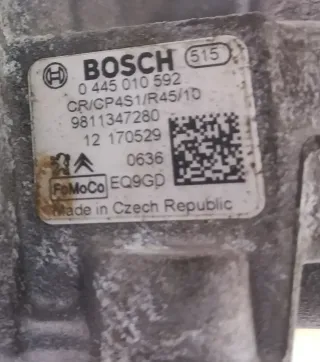 BOSCH 515
0 445 010 592
CR/CP4S1/R45/10
9811347280
12 170529
0636
FoMoCo EQ9GD
Made in Czech Republic